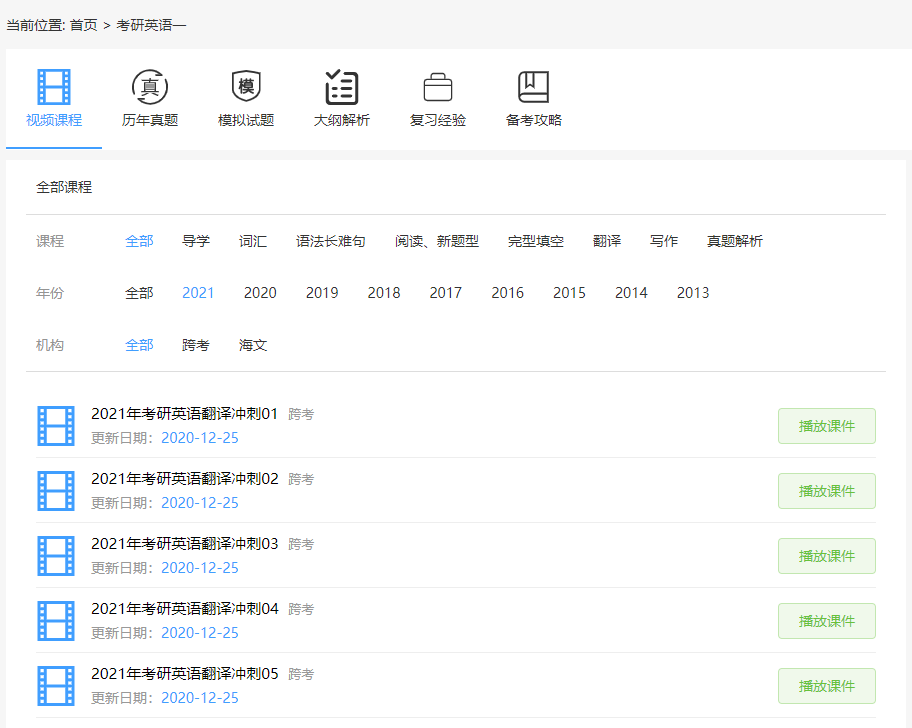 当前位置: 首页 > 考研英语一
真 模
视频课程 历年真题 模拟试题 大纲解析 复习经验 备考攻略
全部课程
课程 全部 导学 词汇 语法长难句 阅读、新题型 完型填空 翻译 写作 真题解析
年份 全部 2021 2020 2019 2018 2017 2016 2015 2014 2013
机构 全部 跨考 海文
2021年考研英语翻译冲刺01 跨考
更新日期：2020-12-25
播放课件
2021年考研英语翻译冲刺02 跨考
更新日期：2020-12-25
播放课件
2021年考研英语翻译冲刺03 跨考
更新日期：2020-12-25
播放课件
2021年考研英语翻译冲刺04 跨考
更新日期：2020-12-25
播放课件
2021年考研英语翻译冲刺05 跨考
更新日期：2020-12-25
播放课件